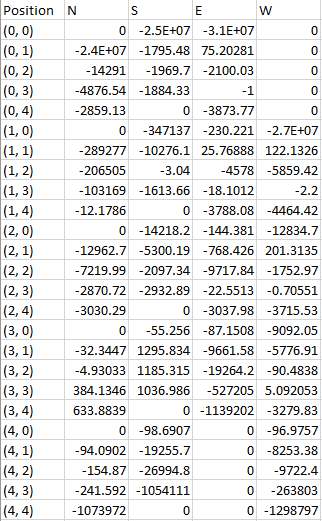 Position N S E W
(0, 0) 0 -2.5E+07 -3.1E+07 0
(0, 1) -2.4E+07 -1795.48 75.20281 0
(0, 2) -14291 -1969.7 -2100.03 0
(0, 3) -4876.54 -1884.33 -1 0
(0, 4) -2859.13 0 -3873.77 0
(1, 0) 0 -347137 -230.221 -2.7E+07
(1, 1) -289277 -10276.1 25.76888 122.1326
(1, 2) -206505 -3.04 -4578 -5859.42
(1, 3) -103169 -1613.66 -18.1012 -2.2
(1, 4) -12.1786 0 -3788.08 -4464.42
(2, 0) 0 -14218.2 -144.381 -12834.7
(2, 1) -12962.7 -5300.19 -768.426 201.3135
(2, 2) -7219.99 -2097.34 -9717.84 -1752.97
(2, 3) -2870.72 -2932.89 -22.5513 -0.70551
(2, 4) -3030.29 0 -3037.98 -3715.53
(3, 0) 0 -55.256 -87.1508 -9092.05
(3, 1) -32.3447 1295.834 -9661.58 -5776.91
(3, 2) -4.93033 1185.315 -19264.2 -90.4838
(3, 3) 384.1346 1036.986 -527205 5.092053
(3, 4) 633.8839 0 -1139202 -3279.83
(4, 0) 0 -98.6907 0 -96.9757
(4, 1) -94.0902 -19255.7 0 -8253.38
(4, 2) -154.87 -26994.8 0 -9722.4
(4, 3) -241.592 -1054111 0 -263803
(4, 4) -1073972 0 0 -1298797